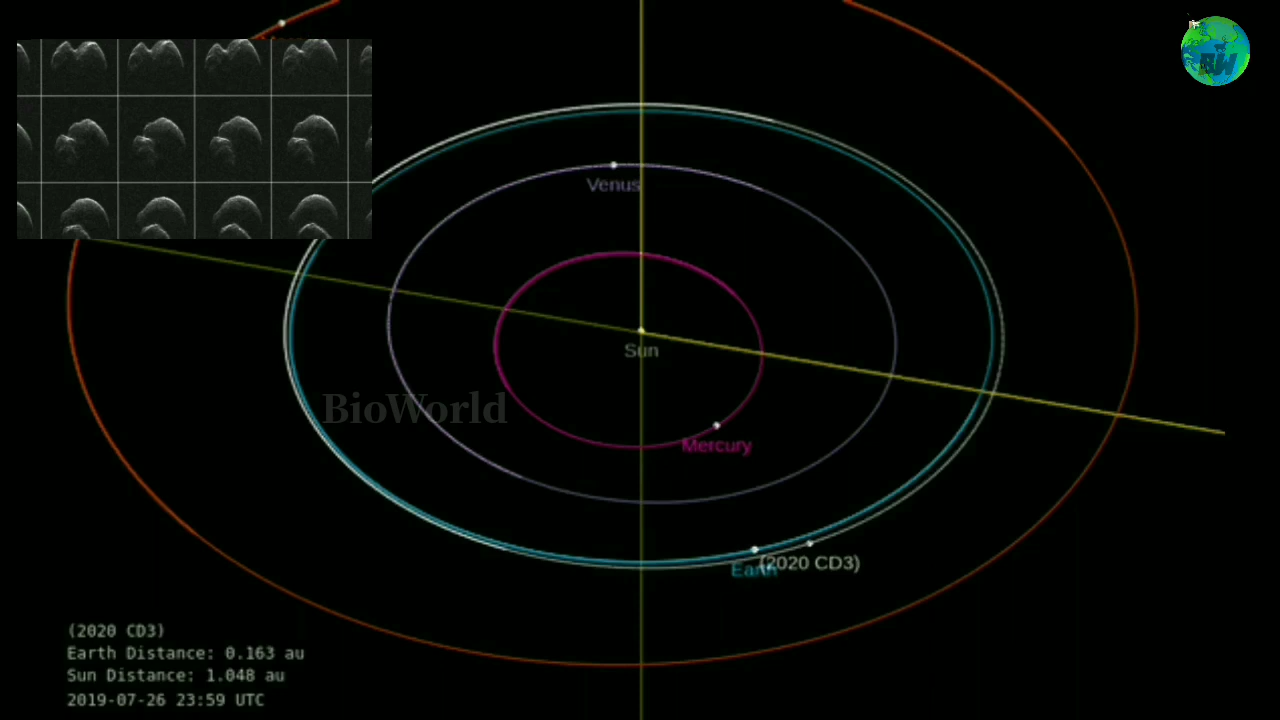 BW
Venus
Sun
BioWorld
Mercury
Earth
(2020 CD3)
(2020 CD3)
Earth Distance: 0.163 au
Sun Distance: 1.048 au
2019-07-26 23:59 UTC